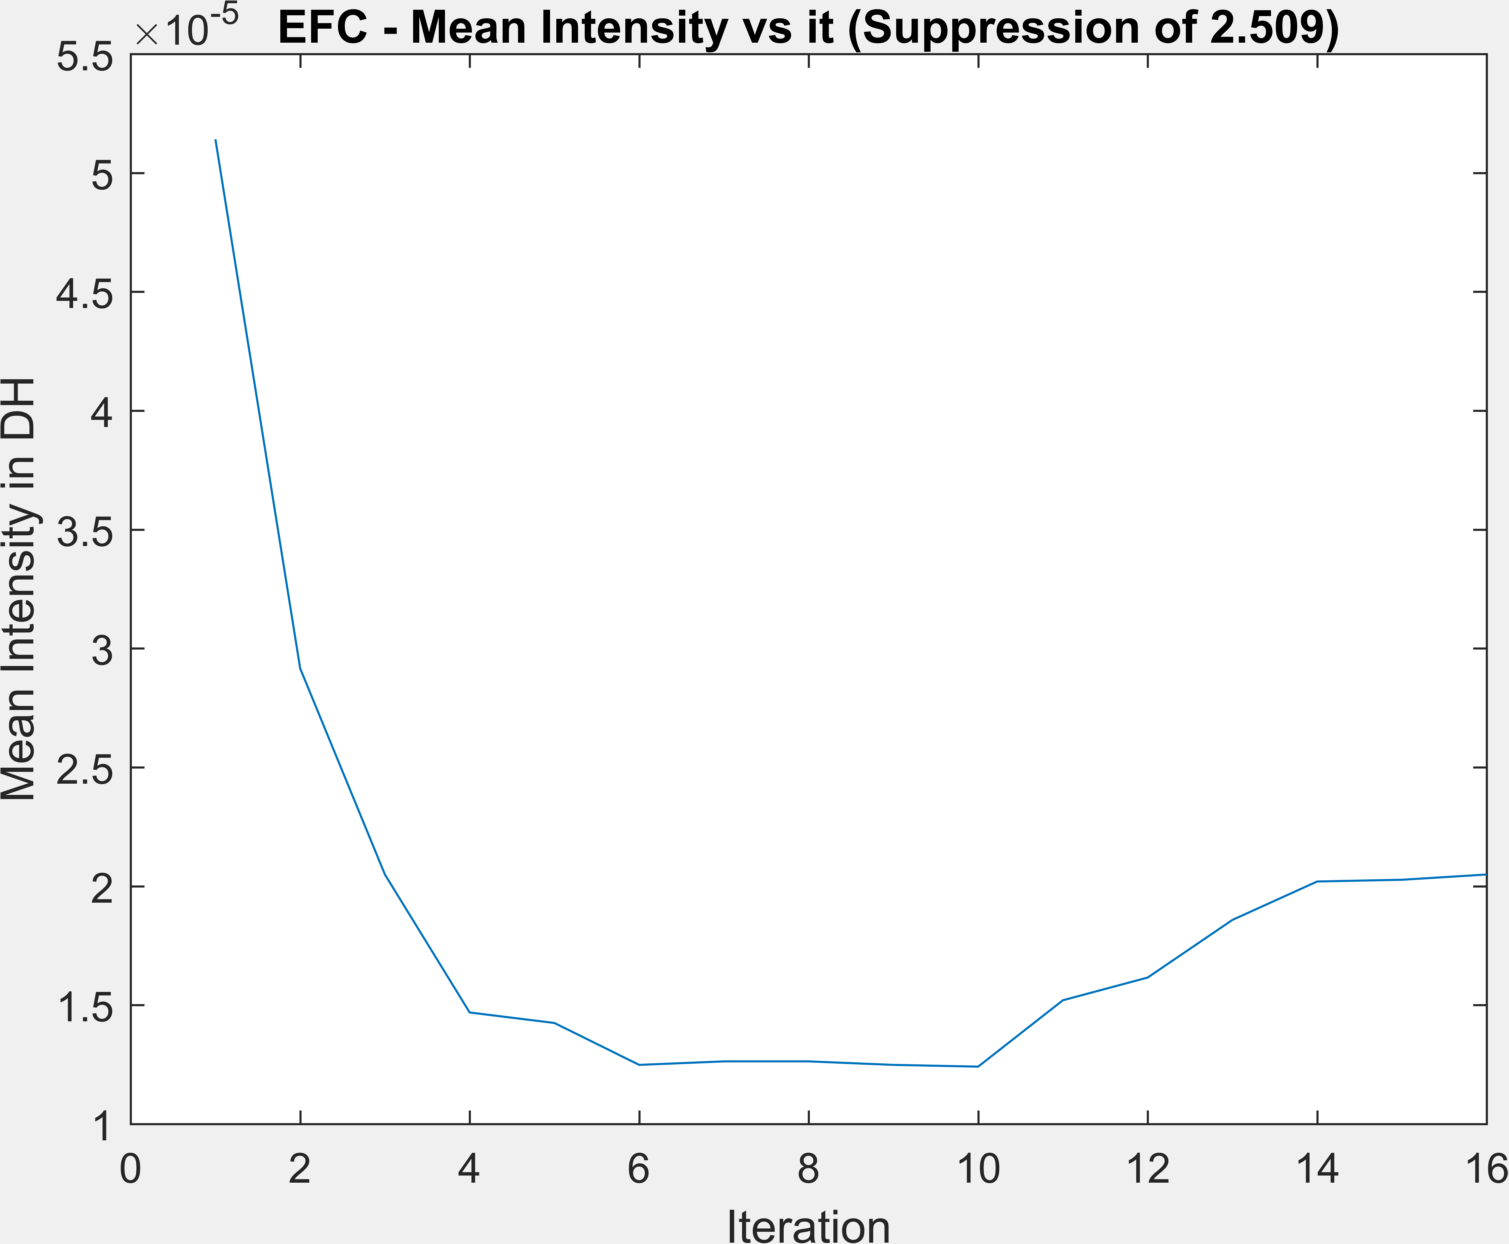 ×10-5
EFC - Mean Intensity vs it (Suppression of 2.509)
5.5
5
4.5
4
3.5
3
2.5
2
1.5
1
Mean Intensity in DH
0 2 4 6 8 10 12 14 16
Iteration